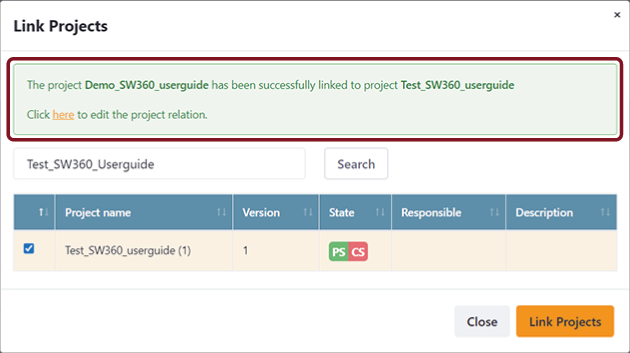 Link Projects
×
The project Demo_SW360_userguide has been successfully linked to project Test_SW360_userguide
Click here to edit the project relation.
Test_SW360_Userguide
Search
Project name Version State Responsible Description
Test_SW360_userguide (1) 1 PS CS
Close Link Projects